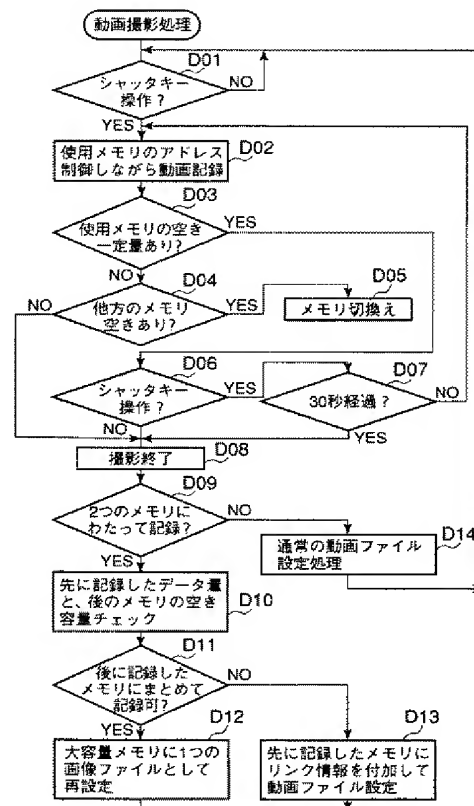 動画撮影処理
D01
シャッタキー
操作?
NO
YES
D02
使用メモリのアドレス
制御しながら動画記録
D03
使用メモリの空き
一定量あり?
YES
NO
D04
他方のメモリ
空きあり?
NO
YES
D05
メモリ切換え
D06
シャッタキー
操作?
YES
NO
D07
30秒経過?
NO
YES
D08
撮影終了
D09
2つのメモリに
わたって記録?
NO
YES
D14
通常の動画ファイル
設定処理
D10
先に記録したデータ量
と、後のメモリの空き
容量チェック
D11
後に記録した
メモリにまとめて
記録可?
NO
YES
D12
大容量メモリに1つの
画像ファイルとして
再設定
D13
先に記録したメモリに
リンク情報を付加して
動画ファイル設定